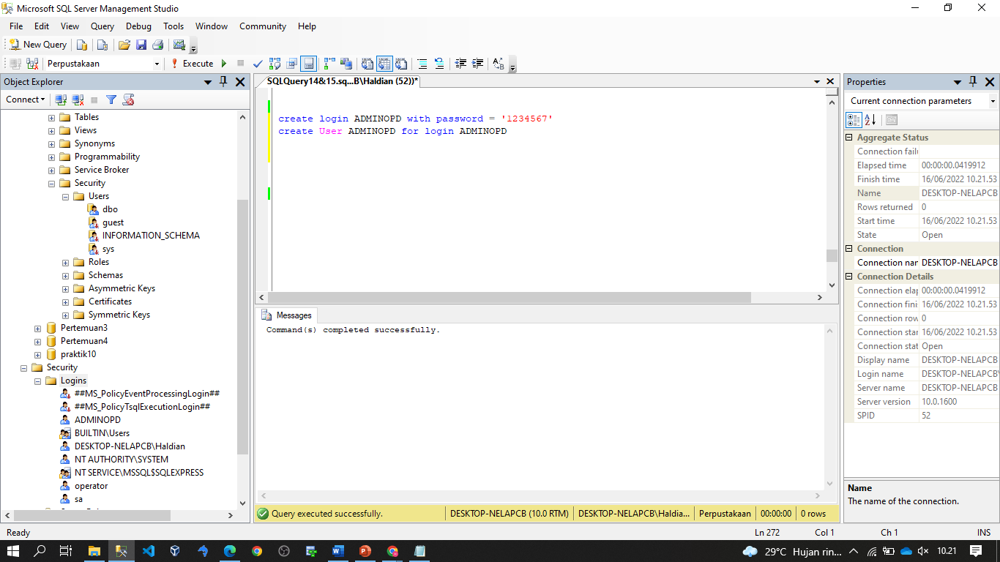 Microsoft SQL Server Management Studio
File Edit View Query Debug Tools Window Community Help
New Query
Perpustakaan Execute
Object Explorer
Connect
Tables
Views
Synonyms
Programmability
Service Broker
Security
Users
dbo
guest
INFORMATION_SCHEMA
sys
Roles
Schemas
Asymmetric Keys
Certificates
Symmetric Keys
Pertemuan3
Pertemuan4
praktik10
Security
Logins
##MS_PolicyEventProcessingLogin##
##MS_PolicyTsqlExecutionLogin##
ADMINOPD
BUILTIN\Users
DESKTOP-NELAPCB\Haldian
NT AUTHORITY\SYSTEM
NT SERVICE\MSSQL$SQLEXPRESS
operator
sa
SQLQuery14&15.sq...B\Haldian (52))*
create login ADMINOPD with password = '1234567'
create User ADMINOPD for login ADMINOPD
Messages
Command(s) completed successfully.
Query executed successfully. DESKTOP-NELAPCB (10.0 RTM) DESKTOP-NELAPCB\Haldia... Perpustakaan 00:00:00 0 rows
Properties
Current connection parameters
Aggregate Status
Connection failu
Elapsed time 00:00:00.0419912
Finish time 16/06/2022 10.21.53
Name DESKTOP-NELAPCB
Rows returned 0
Start time 16/06/2022 10.21.53
State Open
Connection
Connection nar DESKTOP-NELAPCB
Connection Details
Connection elap 00:00:00.0419912
Connection fini 16/06/2022 10.21.53
Connection row 0
Connection star 16/06/2022 10.21.53
Connection stat Open
Display name DESKTOP-NELAPCB
Login name DESKTOP-NELAPCB\
Server name DESKTOP-NELAPCB
Server version 10.0.1600
SPID 52
Name
The name of the connection.
Ready Ln 272 Col 1 Ch 1 INS
29°C Hujan rin... 10.21